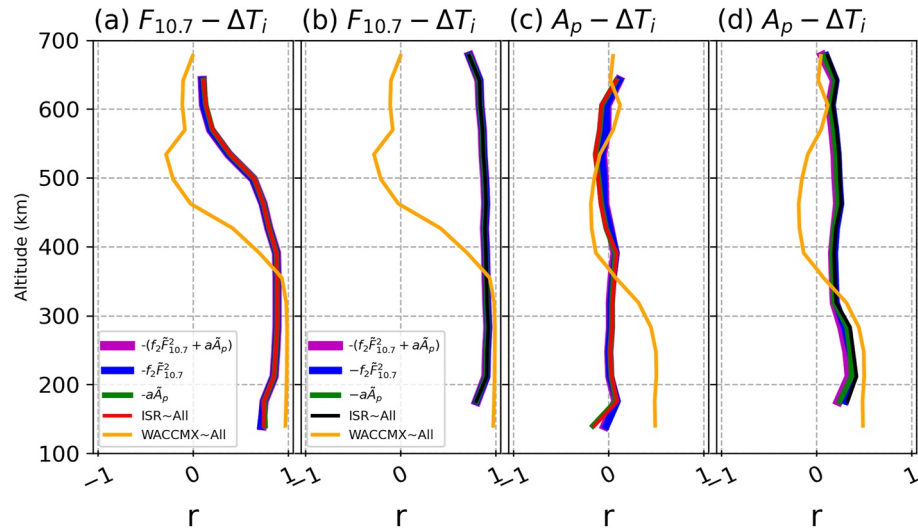 (a) F₁₀.₇ − ΔTᵢ
(b) F₁₀.₇ − ΔTᵢ
(c) Aₚ − ΔTᵢ
(d) Aₚ − ΔTᵢ
Altitude (km)
700
600
500
400
300
200
100
-(f₂F̃²₁₀.₇ + aÃₚ)
-f₂F̃²₁₀.₇
-aÃₚ
ISR~All
WACCMX~All
-(f₂F̃²₁₀.₇ + aÃₚ)
−f₂F̃²₁₀.₇
−aÃₚ
ISR~All
WACCMX~All
−1 0 1
−1 0 1
−1 0 1
−1 0 1
r r r r